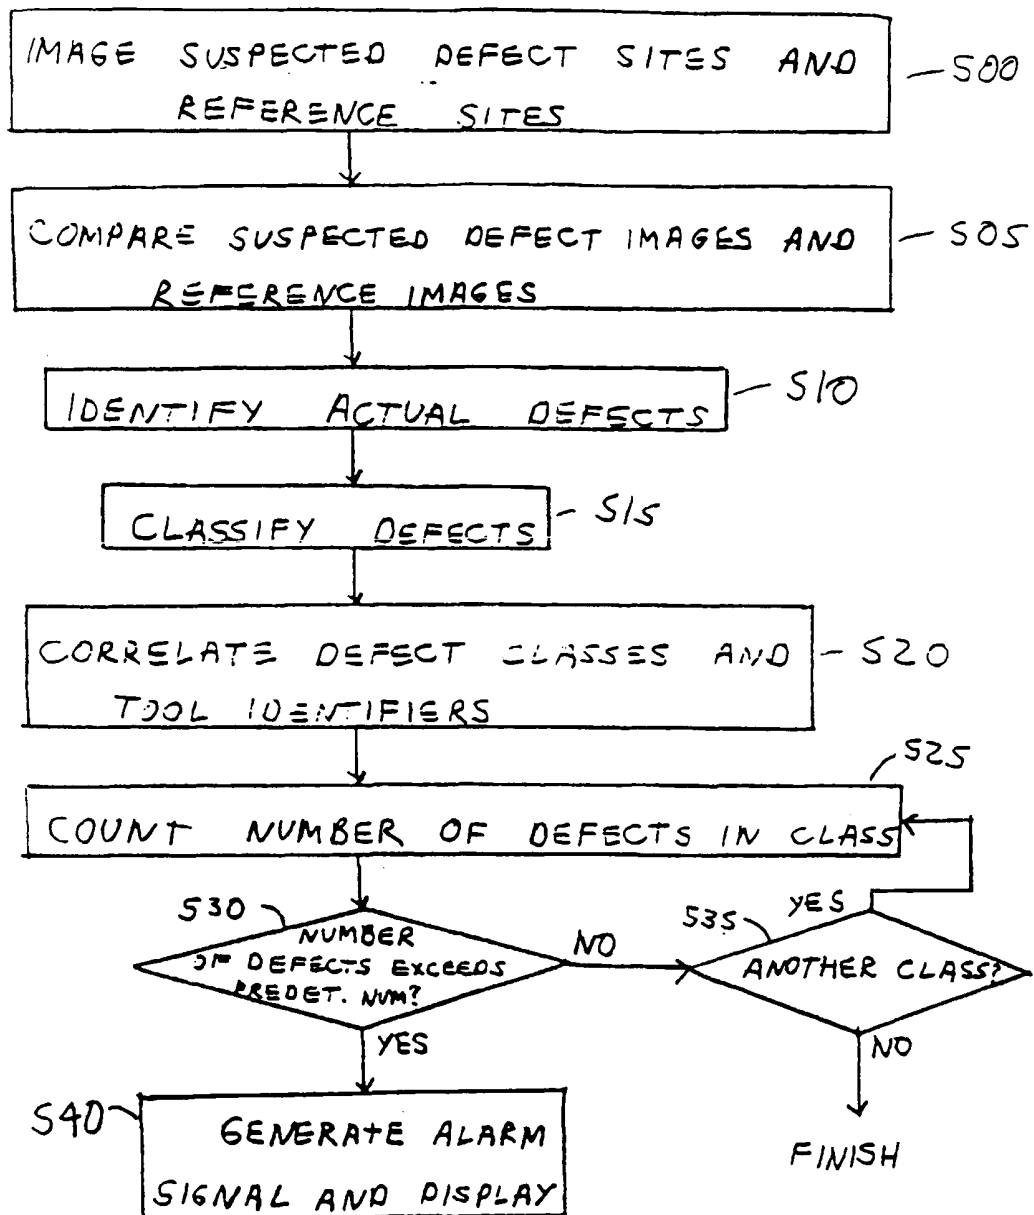 IMAGE SUSPECTED DEFECT SITES AND
REFERENCE SITES
500
COMPARE SUSPECTED DEFECT IMAGES AND
REFERENCE IMAGES
505
IDENTIFY ACTUAL DEFECTS
510
CLASSIFY DEFECTS
515
CORRELATE DEFECT CLASSES AND
TOOL IDENTIFIERS
520
525
COUNT NUMBER OF DEFECTS IN CLASS
530
NUMBER
OF DEFECTS EXCEEDS
PREDET. NUM?
NO
YES
535
YES
ANOTHER CLASS?
NO
FINISH
540
GENERATE ALARM
SIGNAL AND DISPLAY